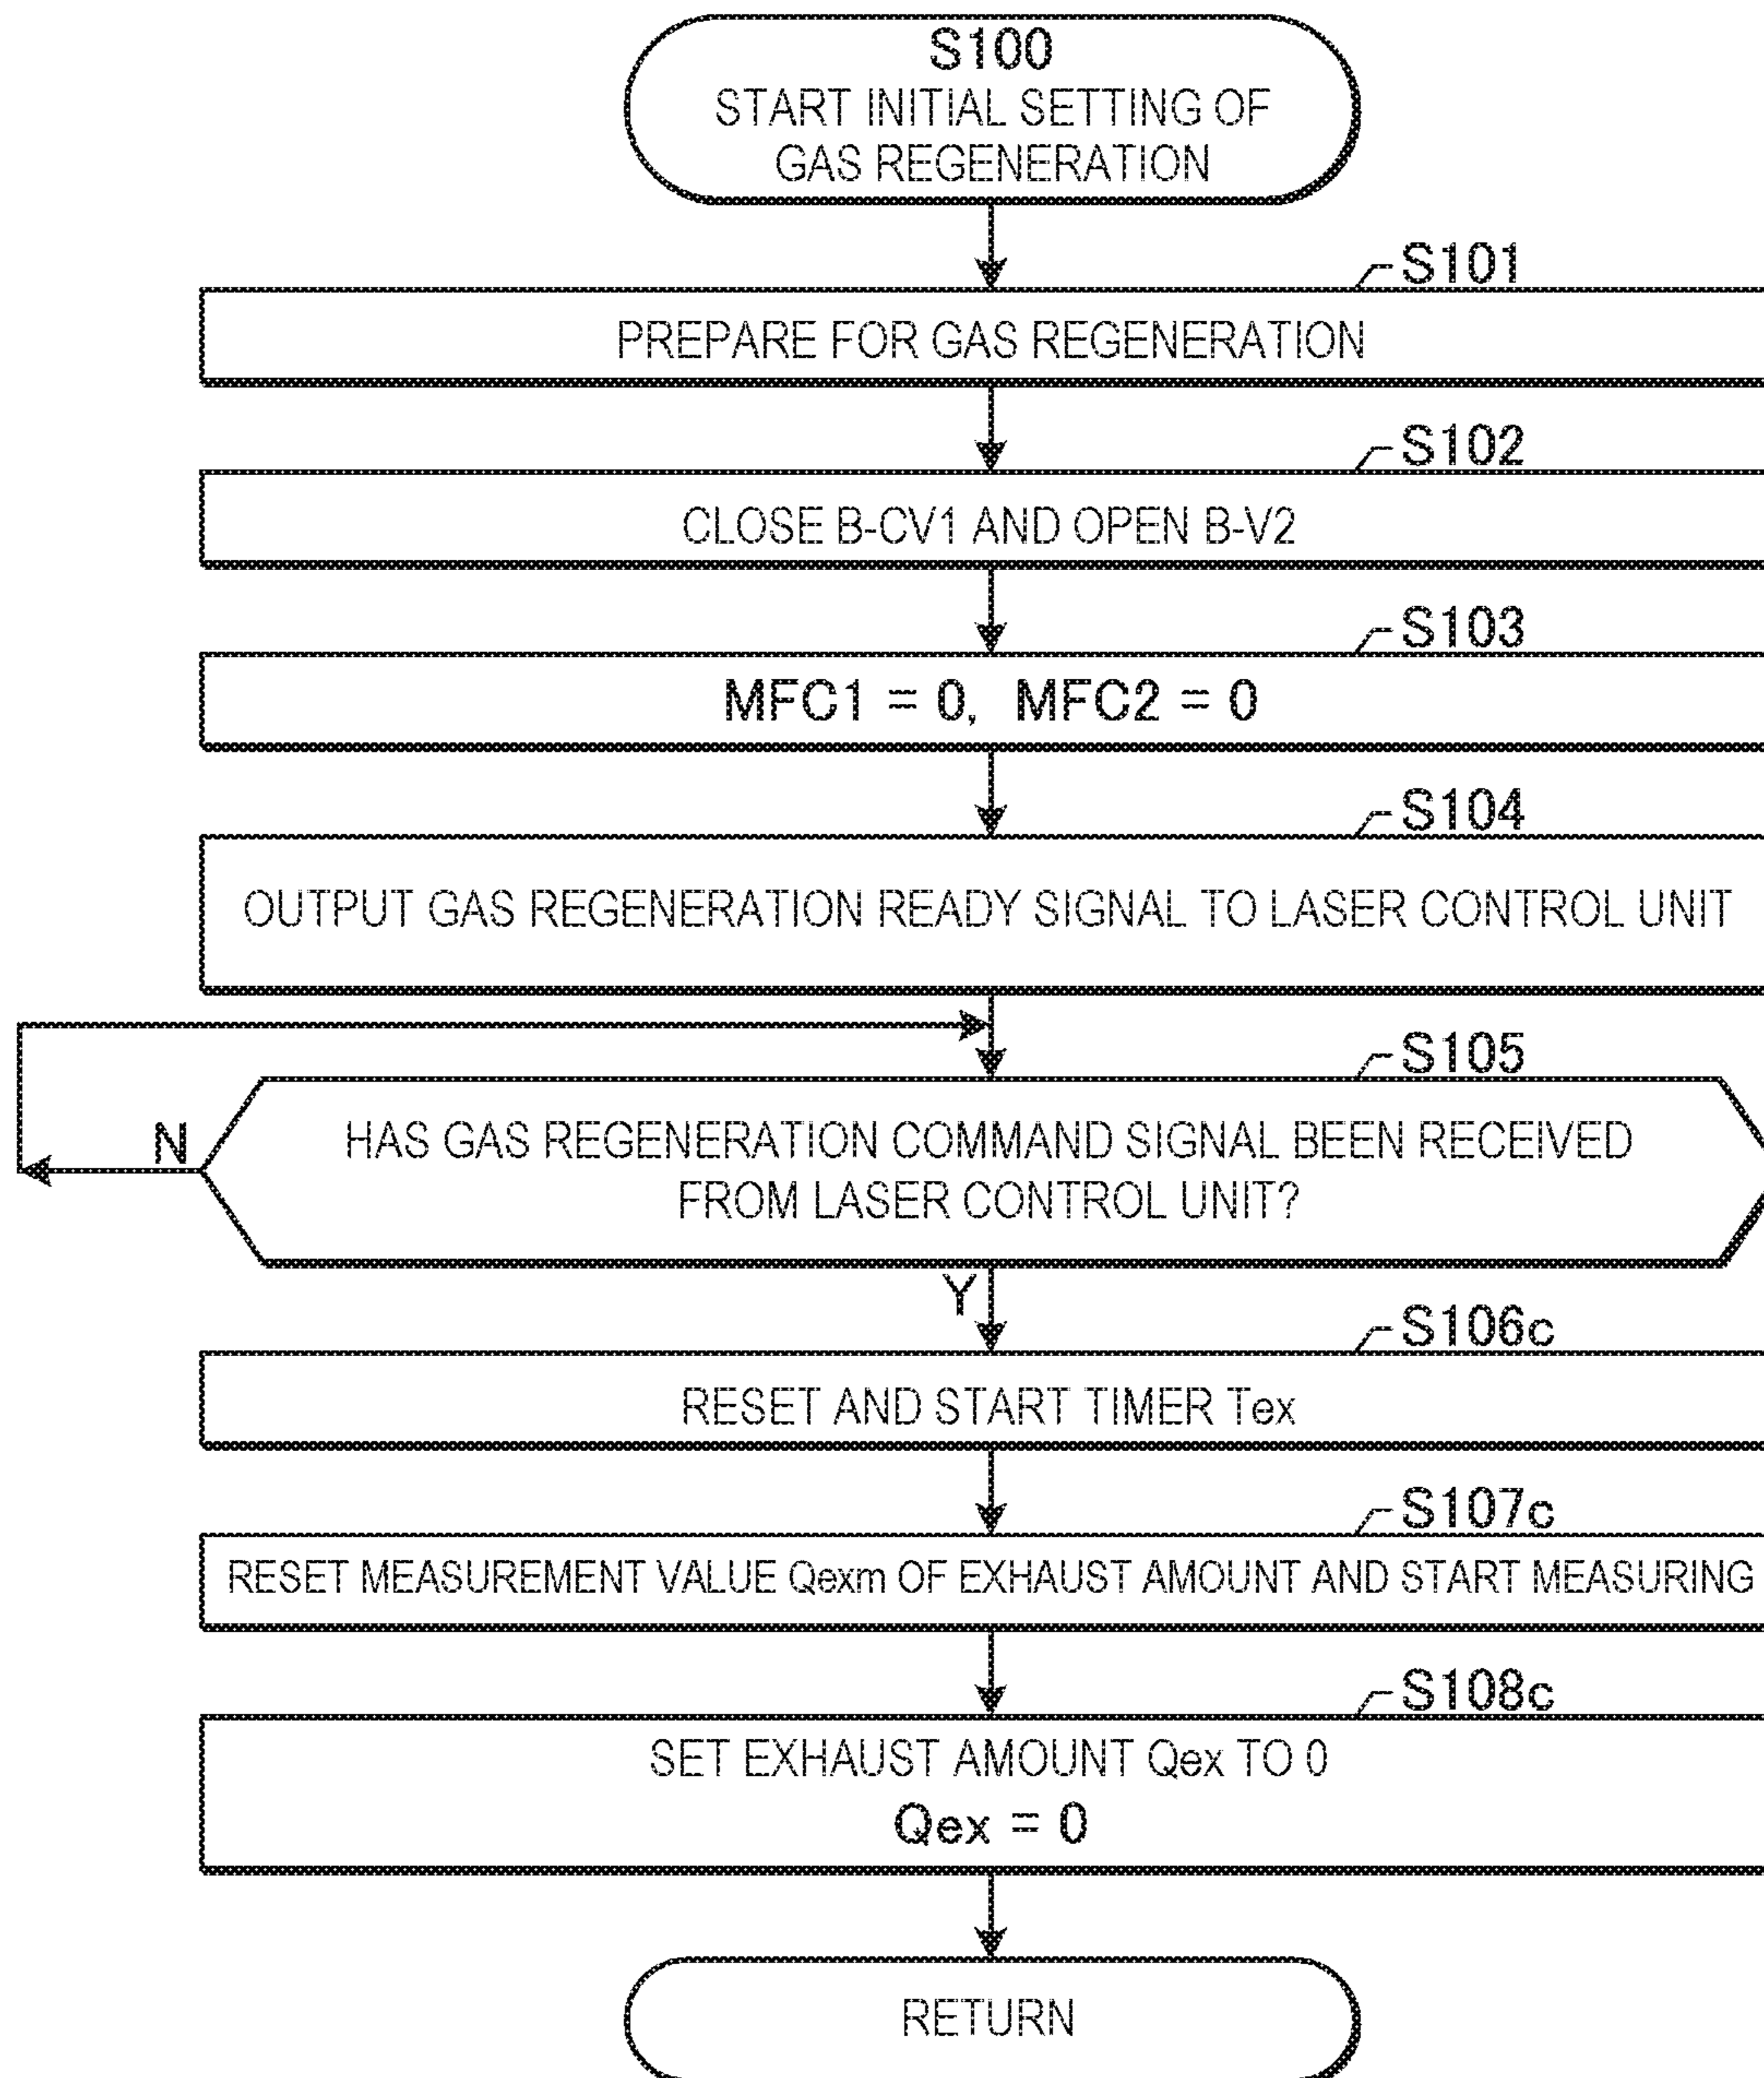 S100
START INITIAL SETTING OF
GAS REGENERATION
S101
PREPARE FOR GAS REGENERATION
S102
CLOSE B-CV1 AND OPEN B-V2
S103
MFC1 = 0, MFC2 = 0
S104
OUTPUT GAS REGENERATION READY SIGNAL TO LASER CONTROL UNIT
S105
HAS GAS REGENERATION COMMAND SIGNAL BEEN RECEIVED
FROM LASER CONTROL UNIT?
N
Y
S106c
RESET AND START TIMER Tex
S107c
RESET MEASUREMENT VALUE Qexm OF EXHAUST AMOUNT AND START MEASURING
S108c
SET EXHAUST AMOUNT Qex TO 0
Qex = 0
RETURN